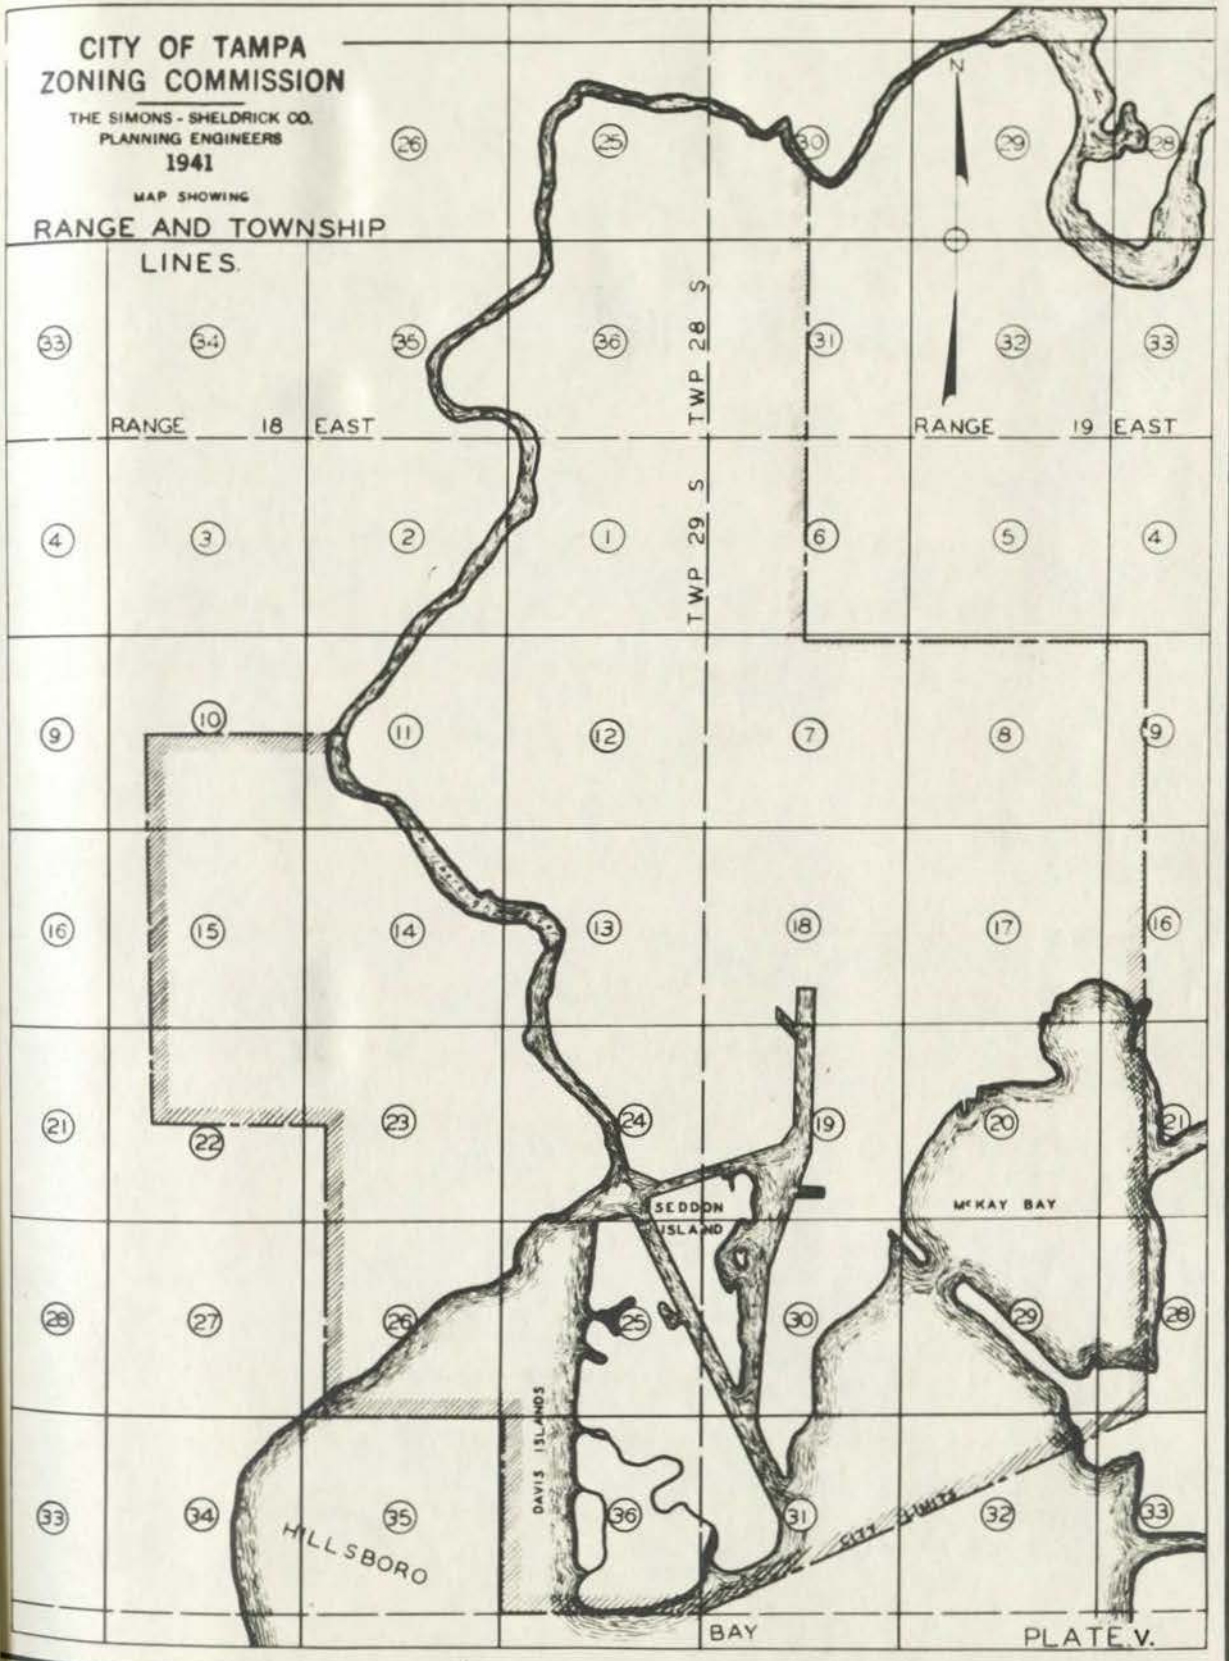 CITY OF TAMPA
ZONING COMMISSION
THE SIMONS - SHELDRICK CO.
PLANNING ENGINEERS
1941
MAP SHOWING
RANGE AND TOWNSHIP
LINES.
N
26 25 30 29 28
33 34 35 36 31 32 33
TWP 28 S
RANGE 18 EAST RANGE 19 EAST
TWP 29 S
4 3 2 1 6 5 4
9 10 11 12 7 8 9
16 15 14 13 18 17 16
21 22 23 24 19 20 21
SEDDON
ISLAND
McKAY BAY
28 27 26 25 30 29 28
DAVIS ISLANDS
33 34 35 36 31 32 33
CITY LIMITS
HILLSBORO
BAY
PLATE.V.